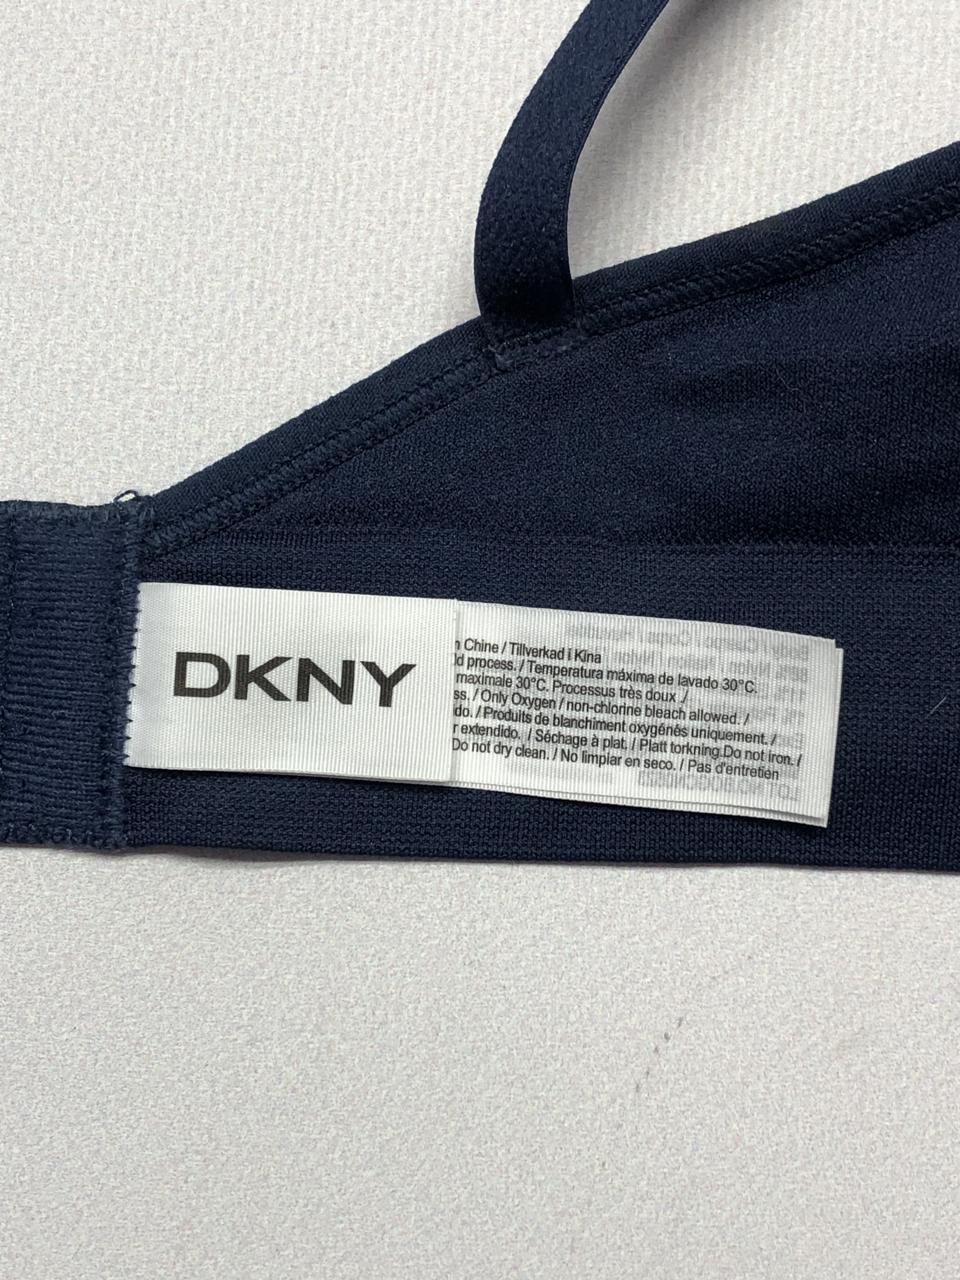 DKNY
Chine / Tillverkad i Kina
process. / Temperatura máxima de lavado 30°C.
maximale 30°C. Processus très doux ./
/ Only Oxygen / non-chlorine bleach allowed. /
/ Produits de blanchiment oxygénés uniquement. /
extendido. / Séchage à plat. / Platt torkning.Do not iron. /
Do not dry clean. / No limpiar en seco. / Pas d'entretien